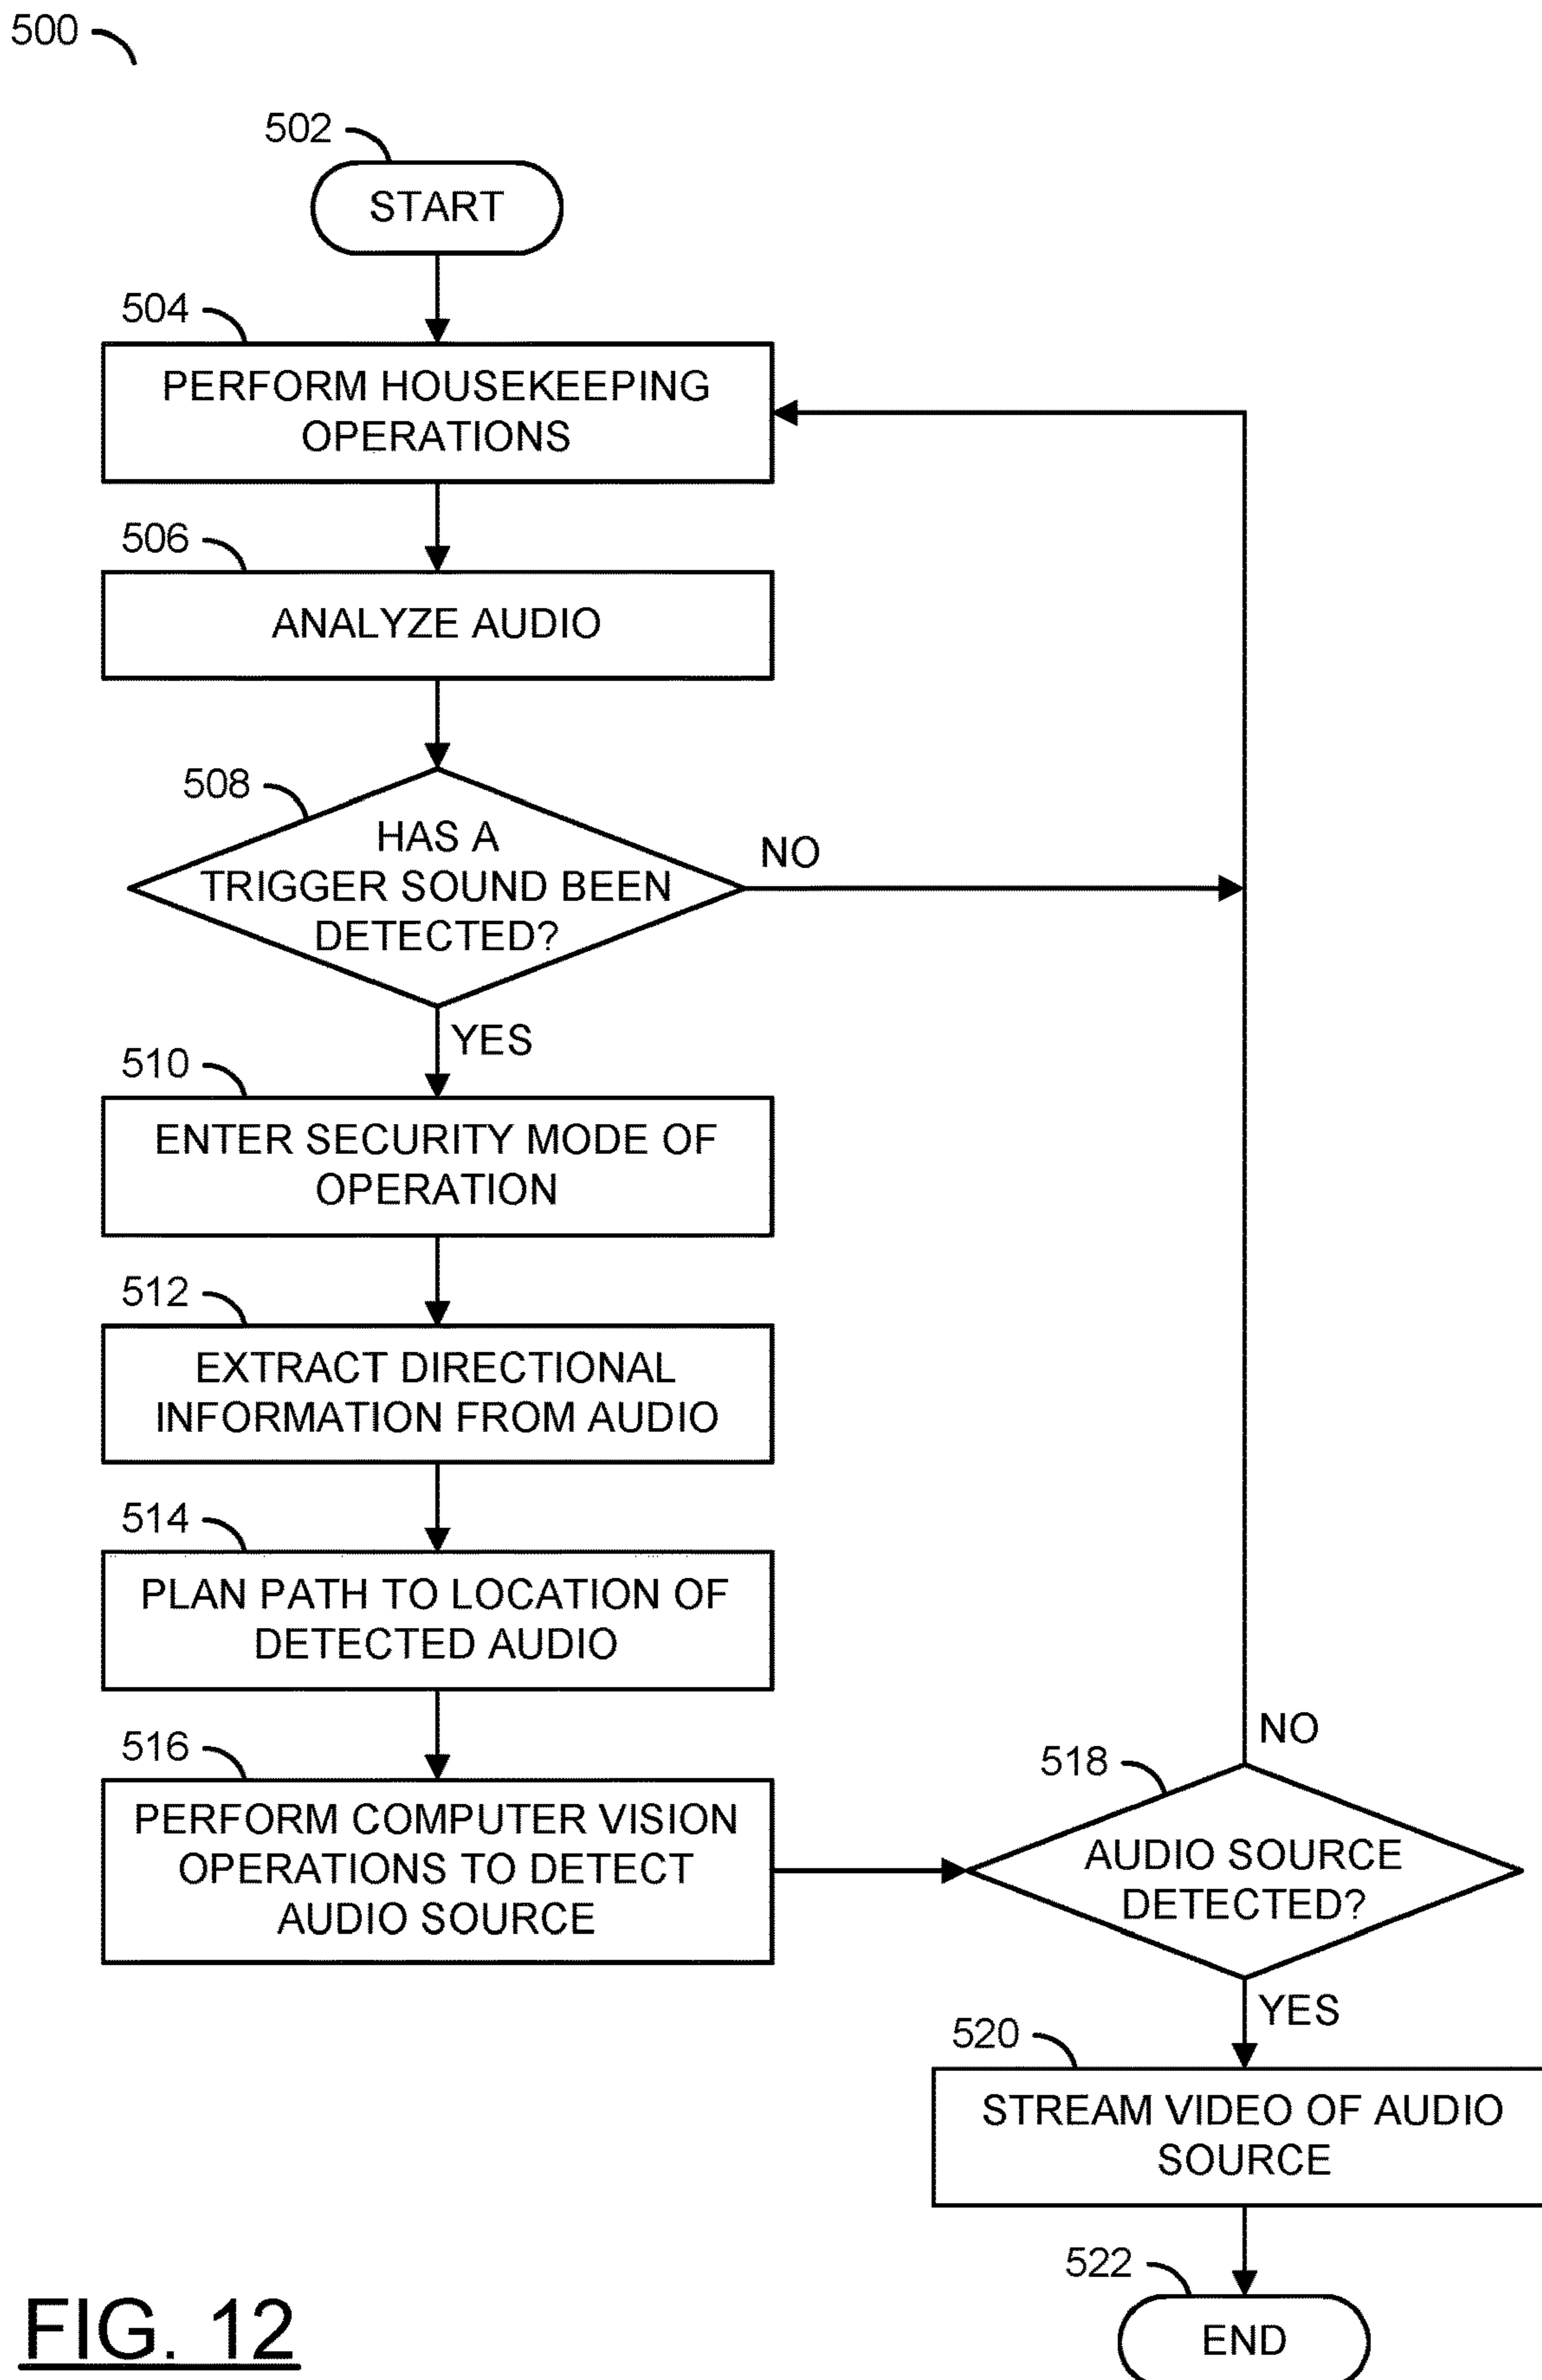 500
502
START
504
PERFORM HOUSEKEEPING
OPERATIONS
506
ANALYZE AUDIO
508
HAS A
TRIGGER SOUND BEEN
DETECTED?
NO
YES
510
ENTER SECURITY MODE OF
OPERATION
512
EXTRACT DIRECTIONAL
INFORMATION FROM AUDIO
514
PLAN PATH TO LOCATION OF
DETECTED AUDIO
516
PERFORM COMPUTER VISION
OPERATIONS TO DETECT
AUDIO SOURCE
518
NO
AUDIO SOURCE
DETECTED?
YES
520
STREAM VIDEO OF AUDIO
SOURCE
522
END
FIG. 12